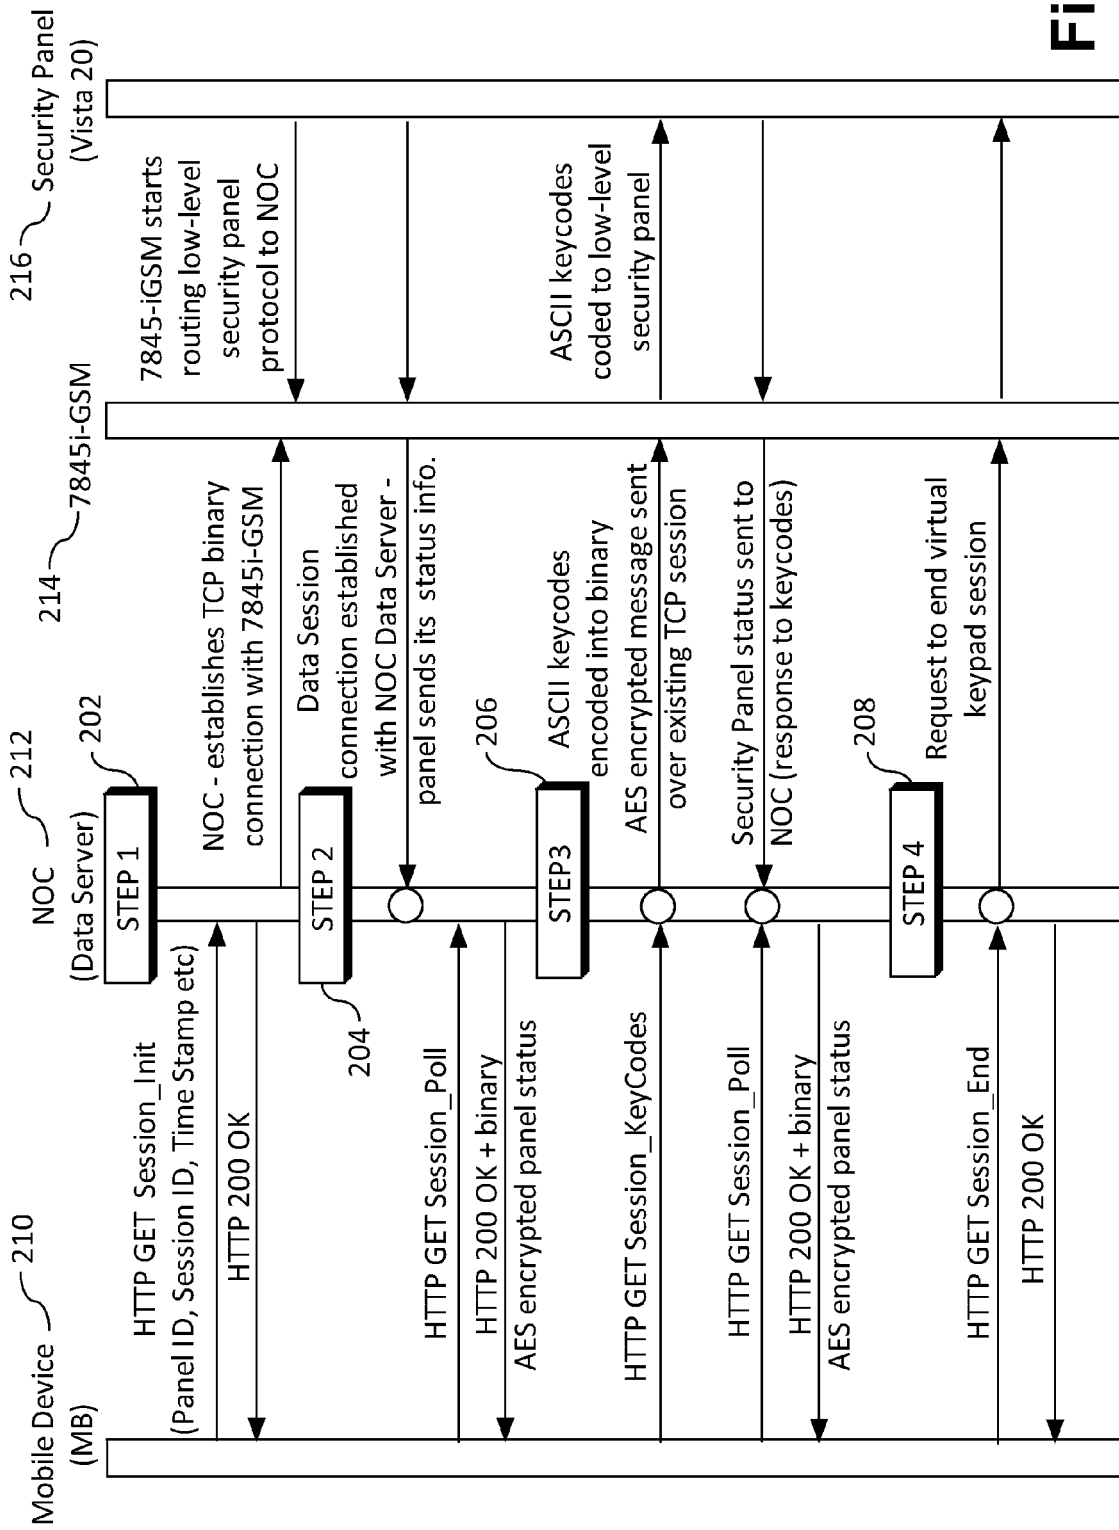 Mobile Device 210
(MB)
NOC 212
(Data Server)
214 7845i-GSM
216 Security Panel
(Vista 20)
STEP 1
202
HTTP GET Session_Init
(Panel ID, Session ID, Time Stamp etc)
HTTP 200 OK
NOC - establishes TCP binary
connection with 7845i-GSM
7845-iGSM starts
routing low-level
security panel
protocol to NOC
STEP 2
204
Data Session
connection established
with NOC Data Server -
panel sends its status info.
HTTP GET Session_Poll
HTTP 200 OK + binary
AES encrypted panel status
STEP3
206
HTTP GET Session_KeyCodes
ASCII keycodes
encoded into binary
AES encrypted message sent
over existing TCP session
ASCII keycodes
coded to low-level
security panel
HTTP GET Session_Poll
Security Panel status sent to
NOC (response to keycodes)
HTTP 200 OK + binary
AES encrypted panel status
STEP 4
208
HTTP GET Session_End
Request to end virtual
keypad session
HTTP 200 OK
Fi